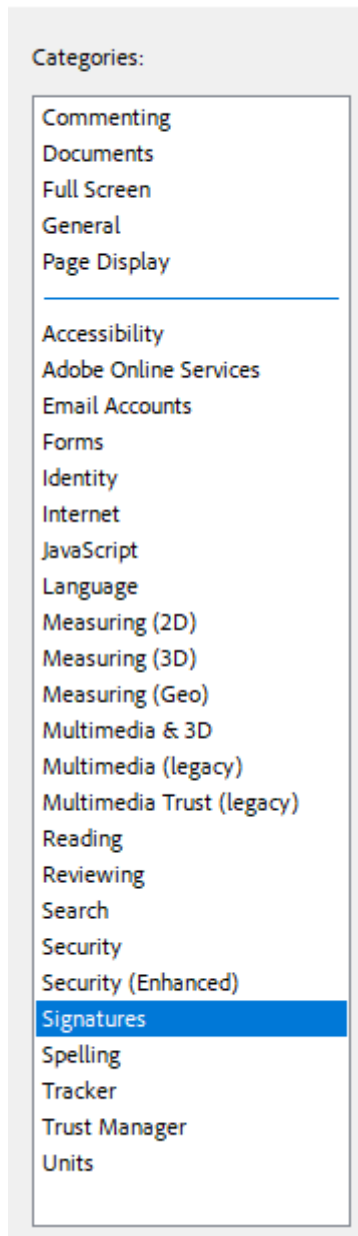 Categories:
Commenting
Documents
Full Screen
General
Page Display
Accessibility
Adobe Online Services
Email Accounts
Forms
Identity
Internet
JavaScript
Language
Measuring (2D)
Measuring (3D)
Measuring (Geo)
Multimedia & 3D
Multimedia (legacy)
Multimedia Trust (legacy)
Reading
Reviewing
Search
Security
Security (Enhanced)
Signatures
Spelling
Tracker
Trust Manager
Units